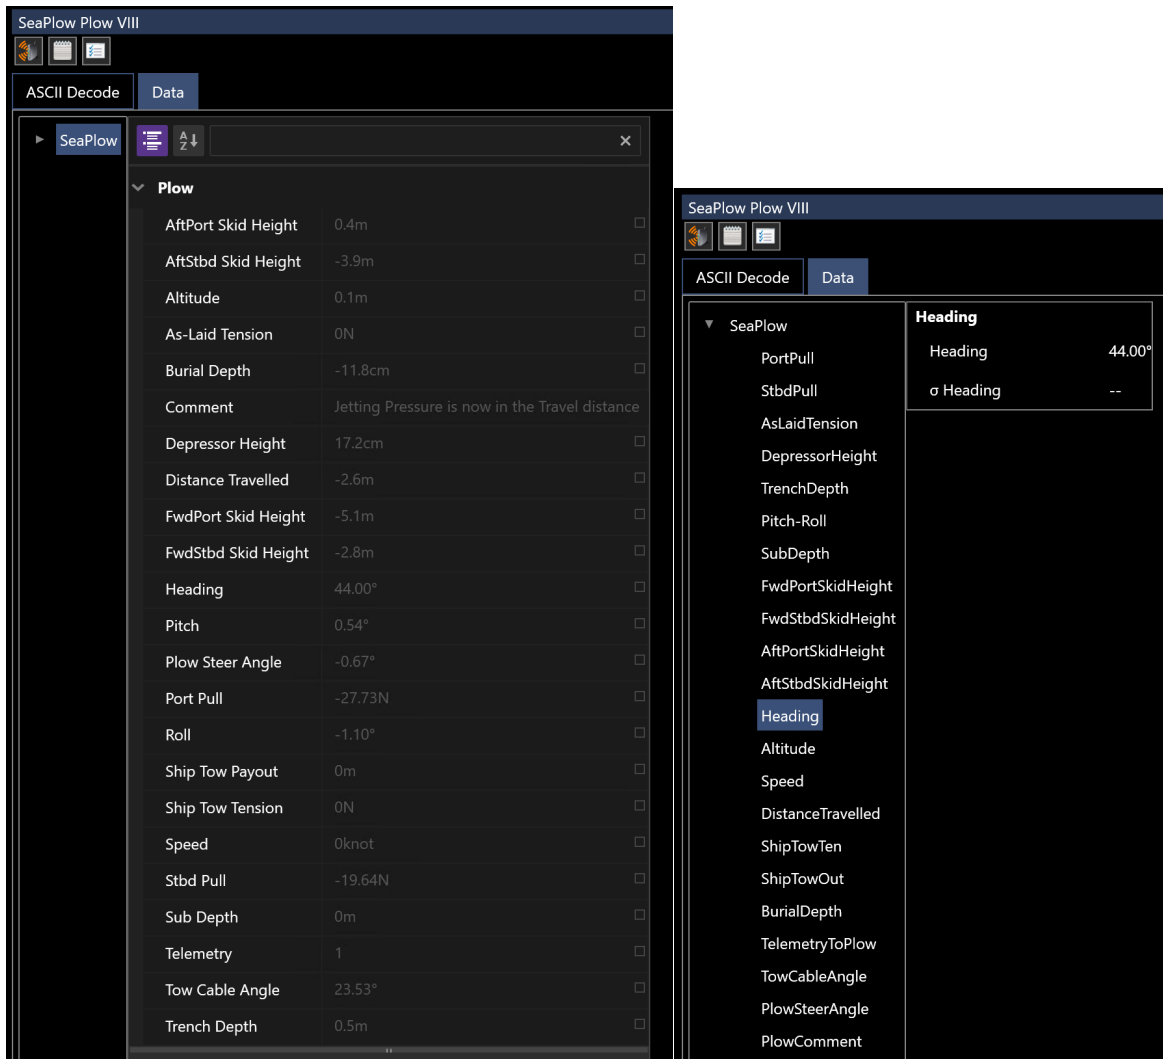 SeaPlow Plow VIII
ASCII Decode Data
SeaPlow
Plow
AftPort Skid Height 0.4m
AftStbd Skid Height -3.9m
Altitude 0.1m
As-Laid Tension 0N
Burial Depth -11.8cm
Comment Jetting Pressure is now in the Travel distance
Depressor Height 17.2cm
Distance Travelled -2.6m
FwdPort Skid Height -5.1m
FwdStbd Skid Height -2.8m
Heading 44.00°
Pitch 0.54°
Plow Steer Angle -0.67°
Port Pull -27.73N
Roll -1.10°
Ship Tow Payout 0m
Ship Tow Tension 0N
Speed 0knot
Stbd Pull -19.64N
Sub Depth 0m
Telemetry 1
Tow Cable Angle 23.53°
Trench Depth 0.5m
SeaPlow Plow VIII
ASCII Decode Data
SeaPlow
PortPull
StbdPull
AsLaidTension
DepressorHeight
TrenchDepth
Pitch-Roll
SubDepth
FwdPortSkidHeight
FwdStbdSkidHeight
AftPortSkidHeight
AftStbdSkidHeight
Heading
Altitude
Speed
DistanceTravelled
ShipTowTen
ShipTowOut
BurialDepth
TelemetryToPlow
TowCableAngle
PlowSteerAngle
PlowComment
Heading
Heading 44.00°
σ Heading --